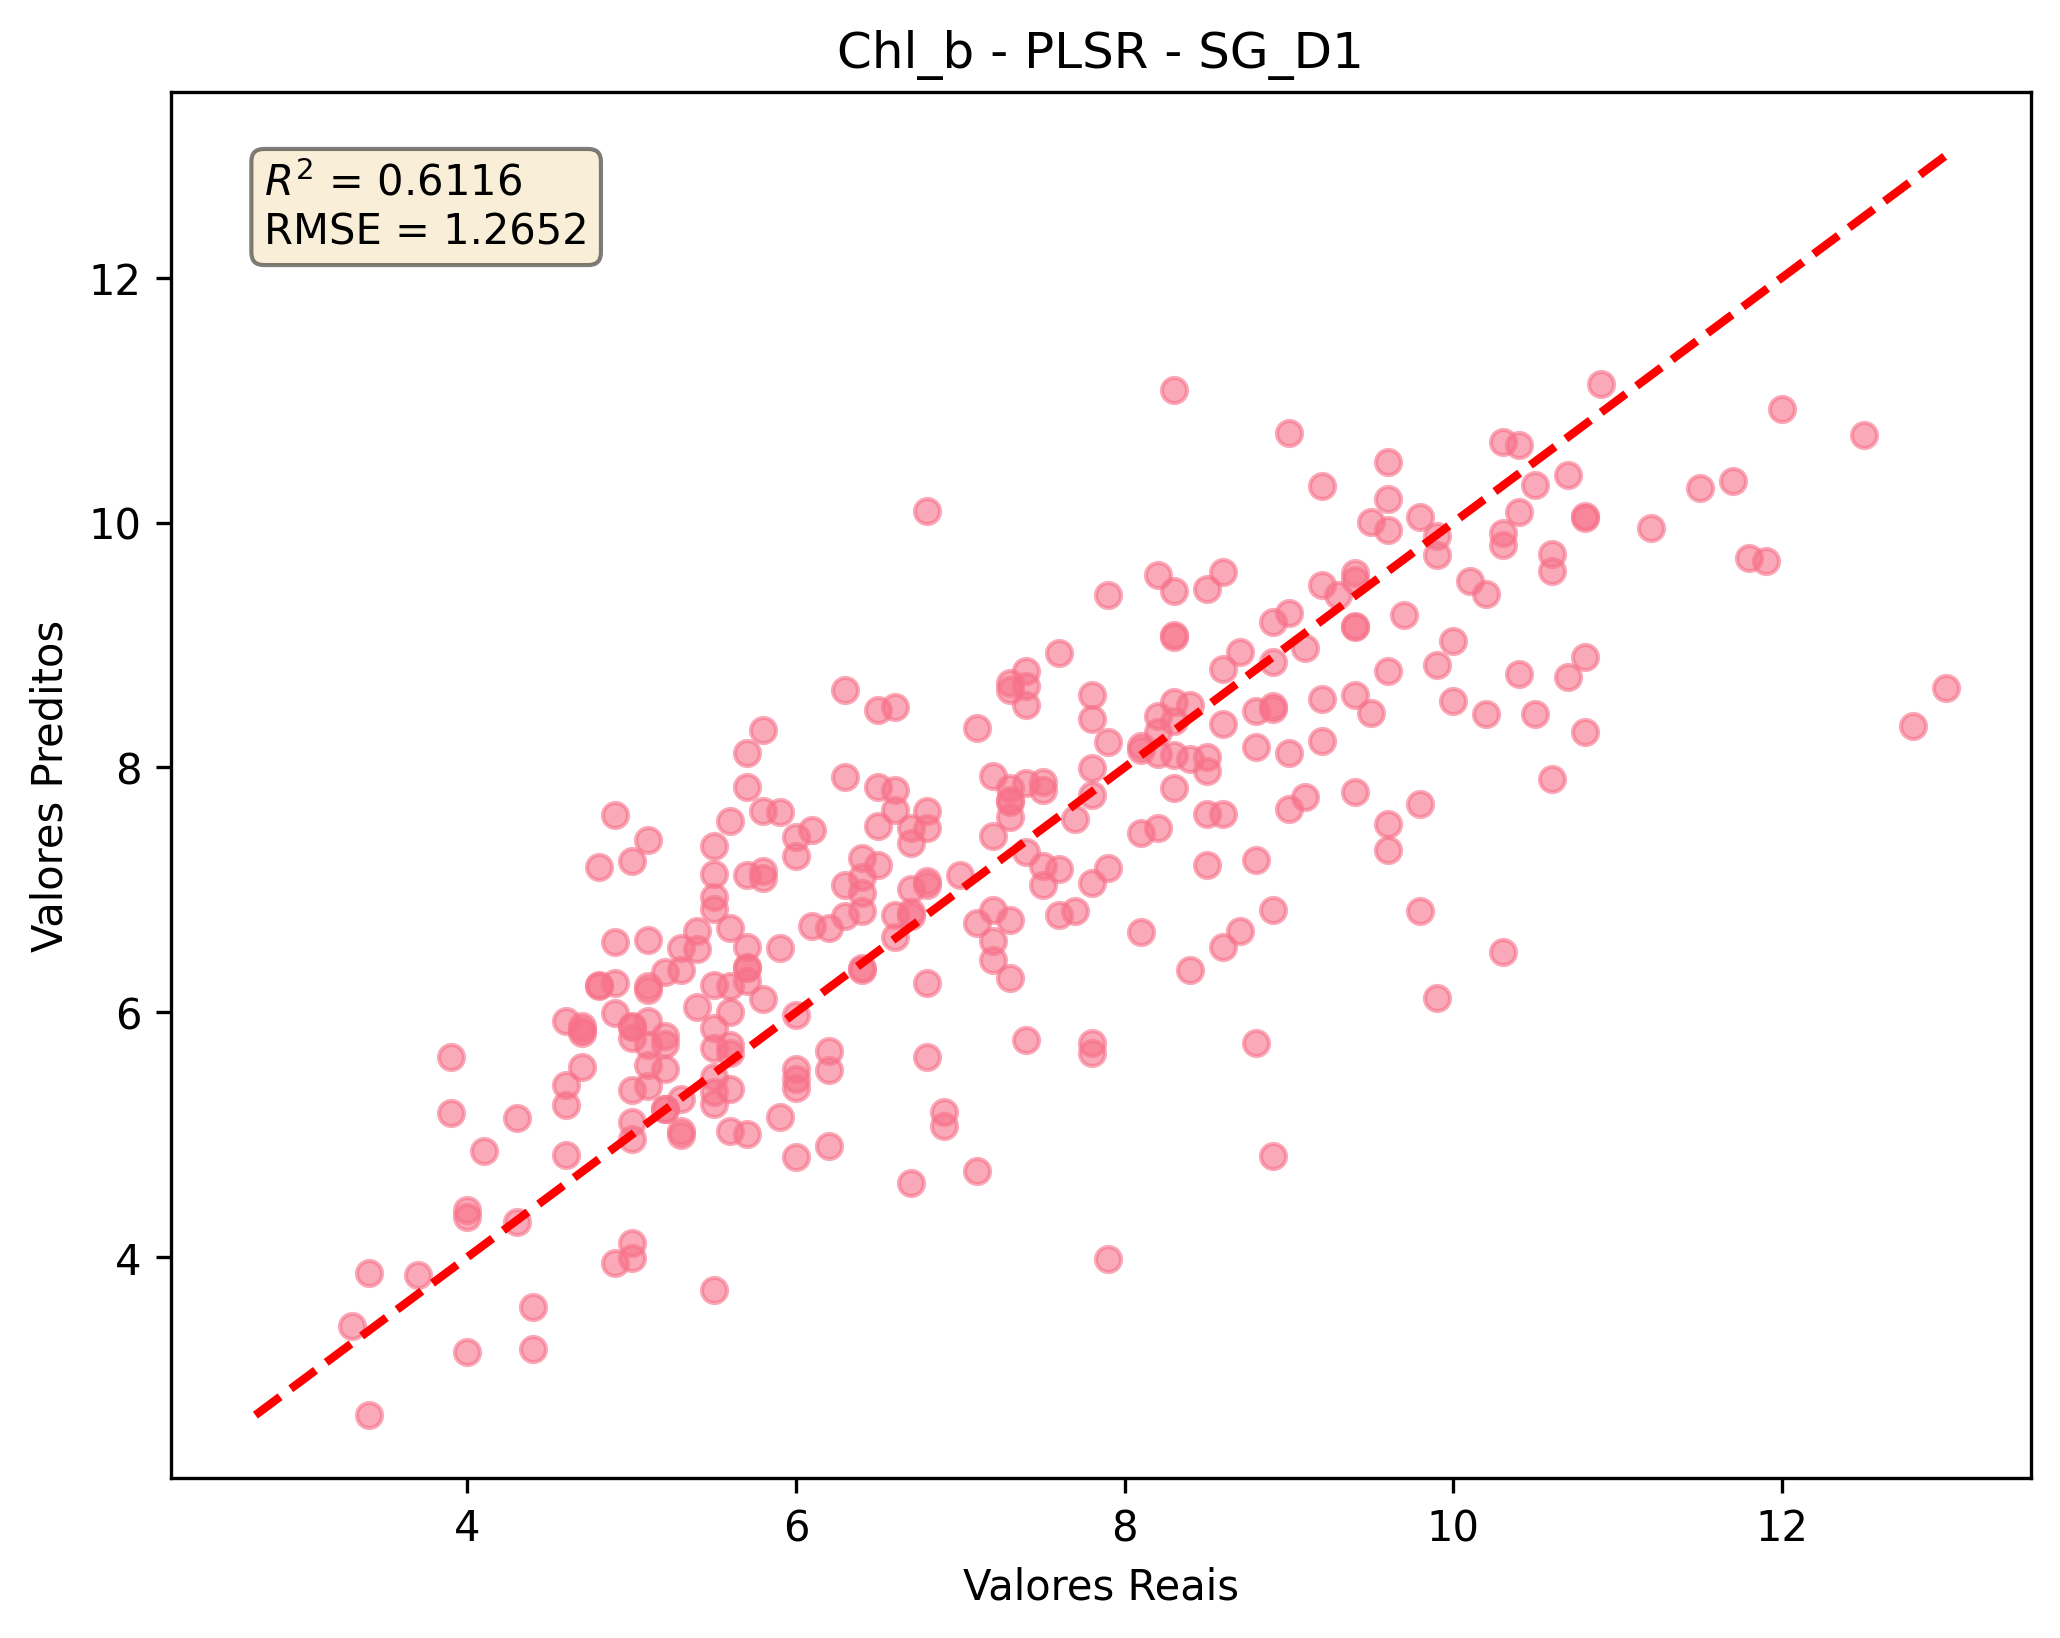 Chl_b - PLSR - SG_D1
R² = 0.6116
RMSE = 1.2652
12
10
8
6
4
Valores Preditos
4 6 8 10 12
Valores Reais